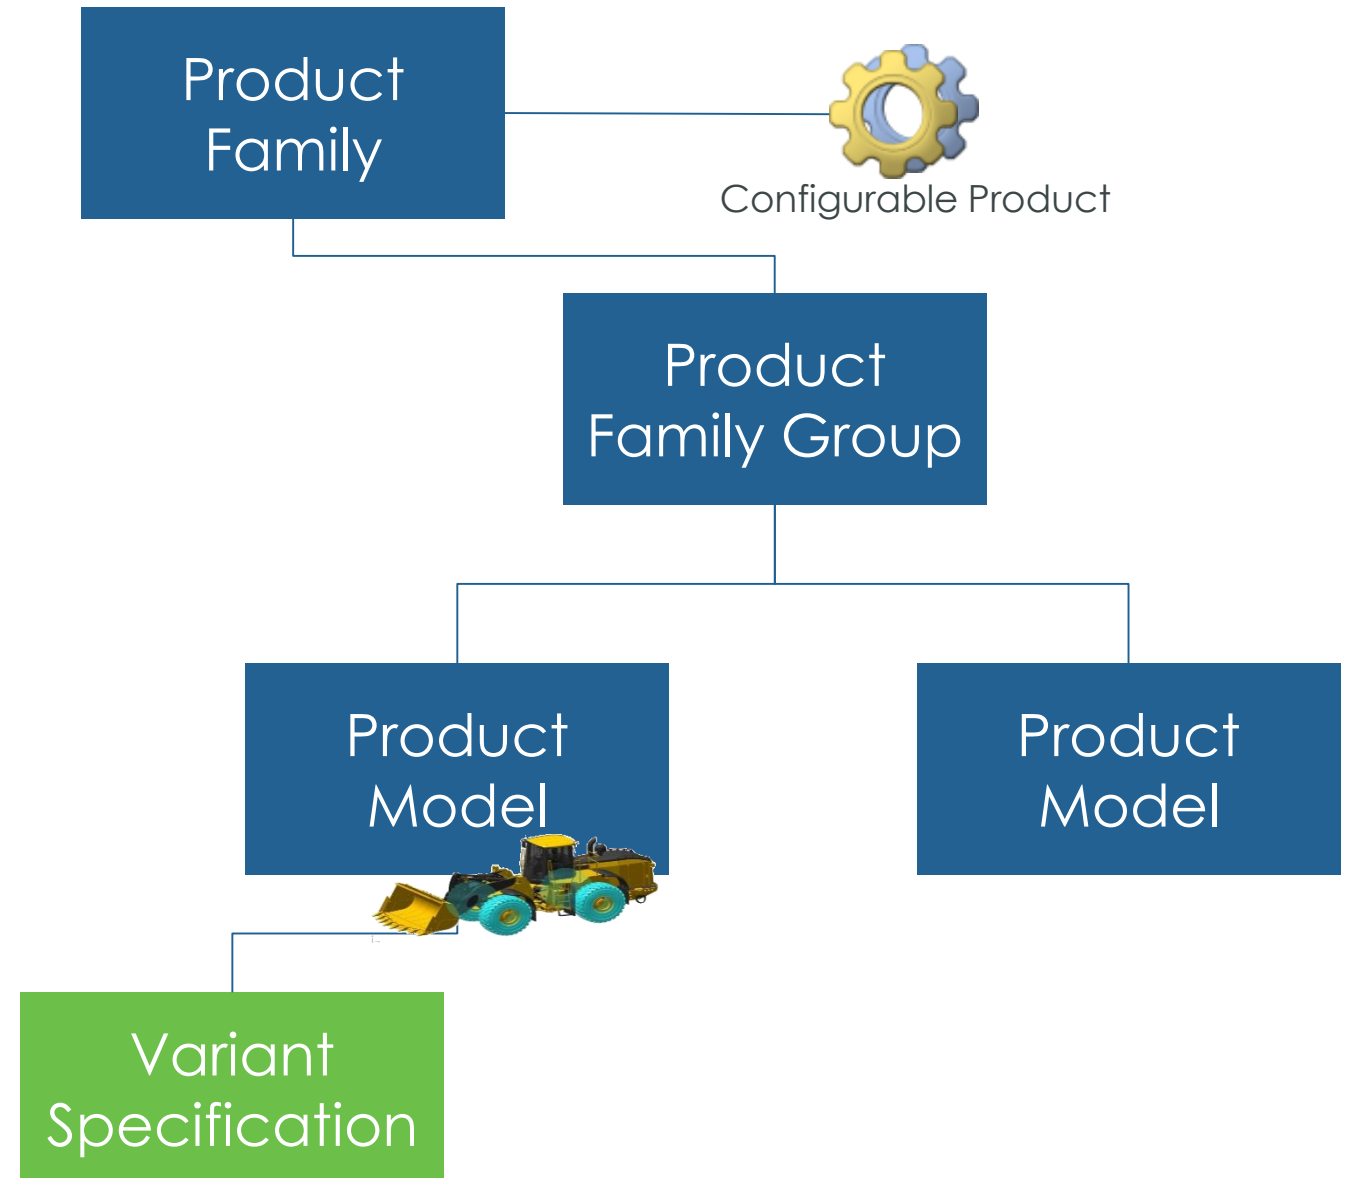 Product
Family
Configurable Product
Product
Family Group
Product
Model
Product
Model
Variant
Specification